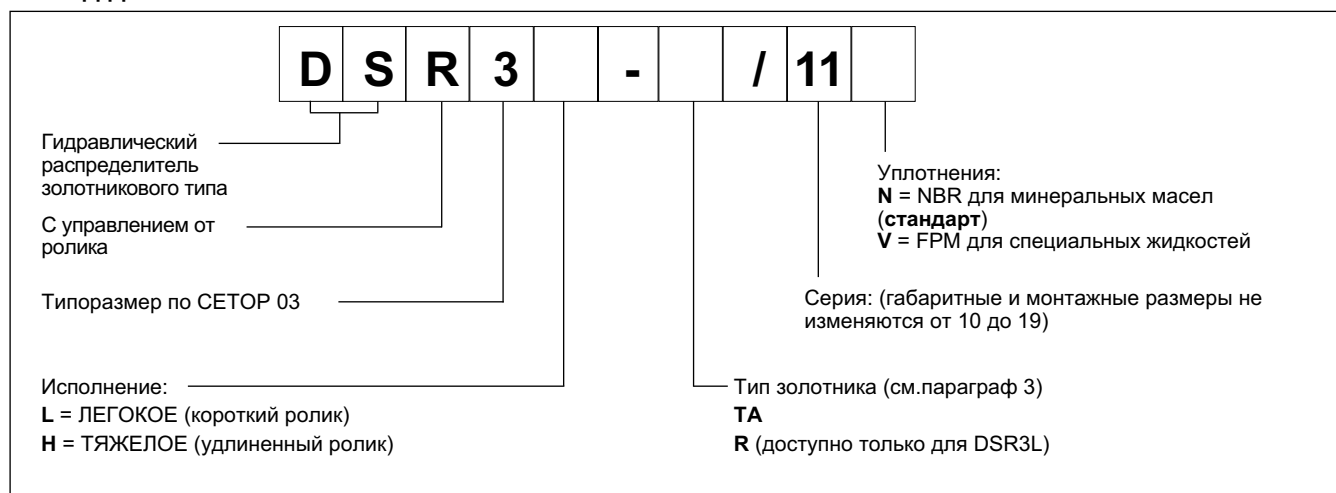 DSR3 - /11
Гидравлический
распределитель
золотникового типа
С управлением от
ролика
Типоразмер по CETOP 03
Исполнение:
L = ЛЕГОКОЕ (короткий ролик)
H = ТЯЖЕЛОЕ (удлиненный ролик)
Уплотнения:
N = NBR для минеральных масел
(стандарт)
V = FPM для специальных жидкостей
Серия: (габаритные и монтажные размеры не
изменяются от 10 до 19)
Тип золотника (см.параграф 3)
TA
R (доступно только для DSR3L)